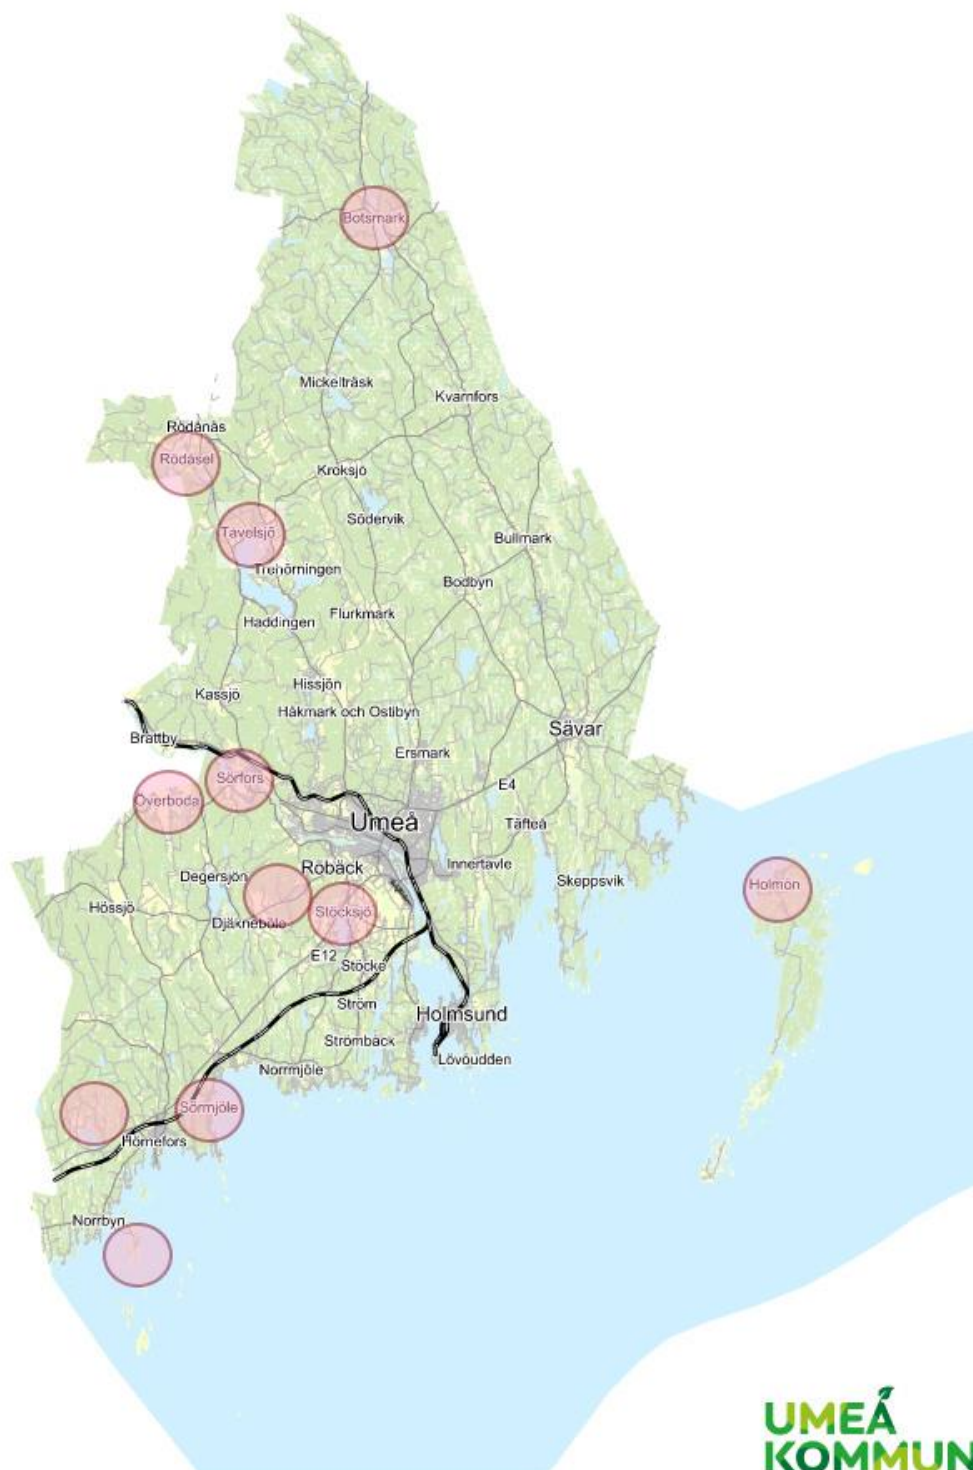 Botsmark
Mickelträsk
Kvarnfors
Rödånäs
Rödåsel
Kroksjö
Södervik
Tavelsjö
Bullmark
Trehörningen
Bodbyn
Flurkmark
Haddingen
Hissjön
Kassjö
Håkmark och Ostibyn
Sävar
Brattby
Ersmark
Sörfors
E4
Överboda
Umeå
Täfteå
Innertavle
Röbäck
Degersjön
Skeppsvik
Holmön
Hössjö
Stöcksjö
Djäkneböle
E12
Stöcke
Ström
Holmsund
Strömbäck
Lövöudden
Norrmjöle
Sörmjöle
Hörnefors
Norrbyn
UMEÅ
KOMMUN